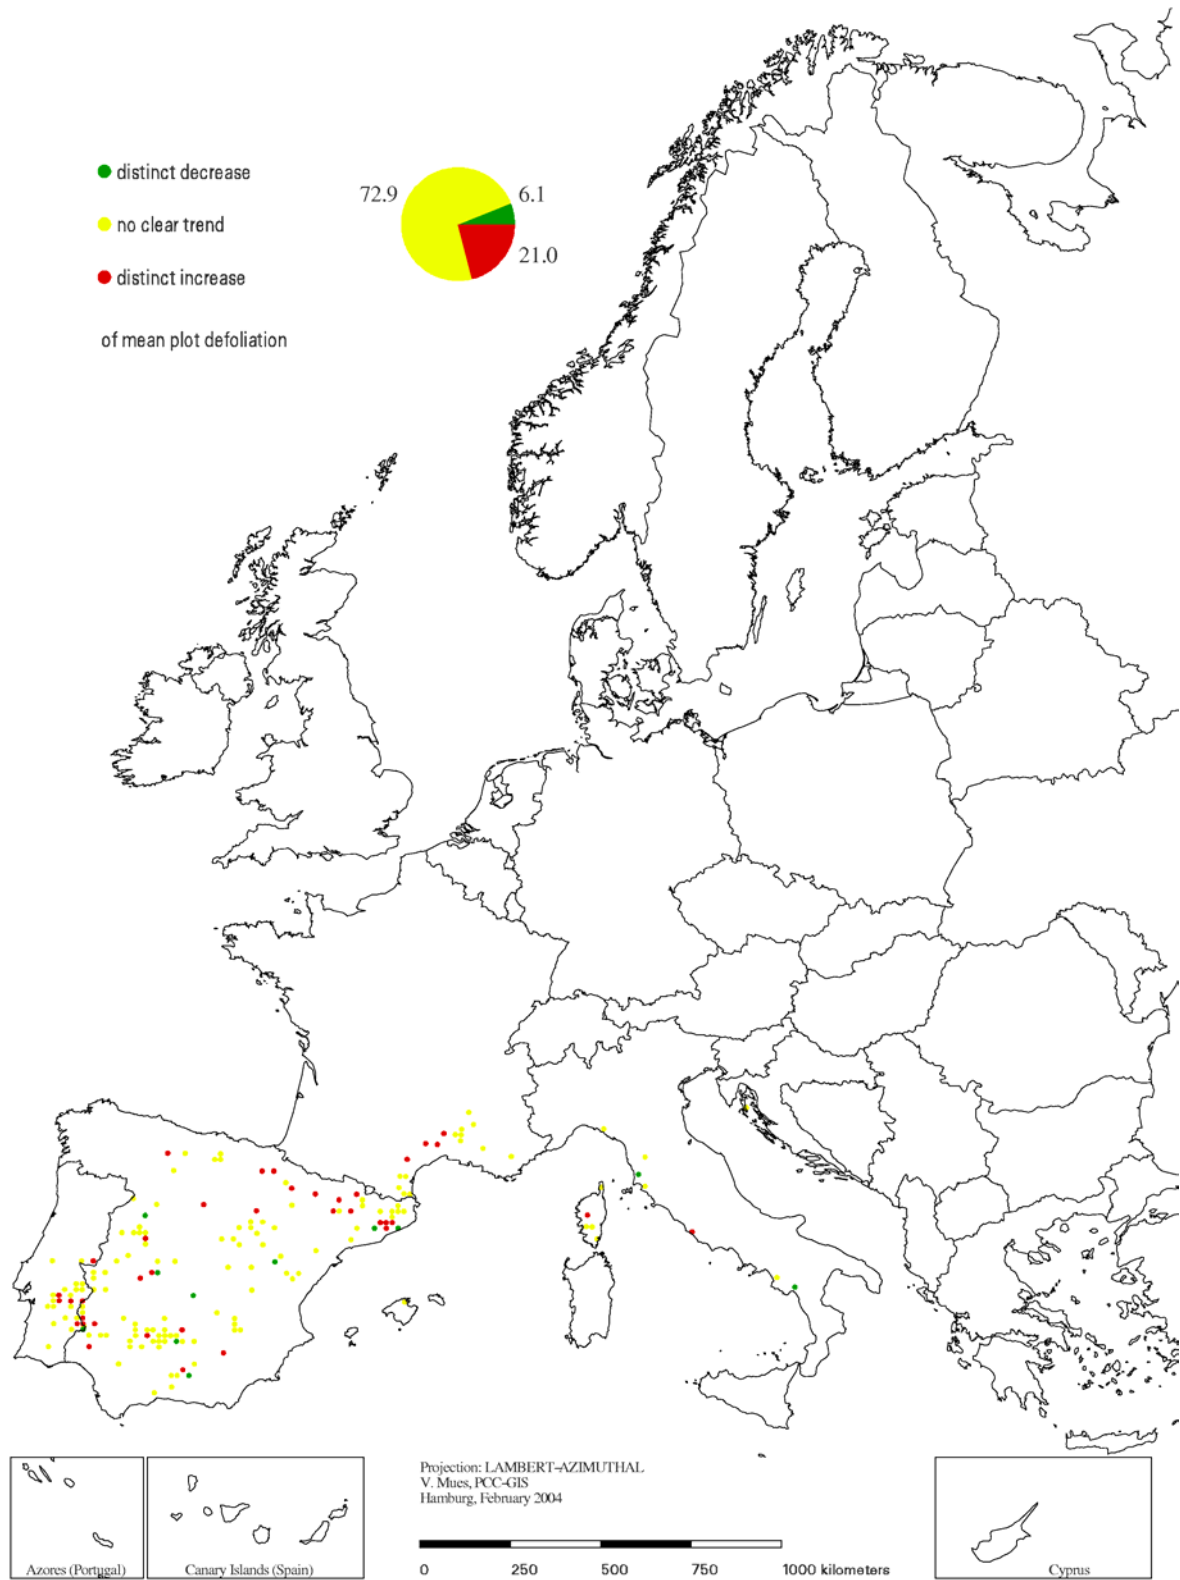 distinct decrease
no clear trend
distinct increase
of mean plot defoliation
72.9
6.1
21.0
Projection: LAMBERT-AZIMUTHAL
V. Mues, PCC-GIS
Hamburg, February 2004
Azores (Portugal)
Canary Islands (Spain)
0 250 500 750 1000 kilometers
Cyprus